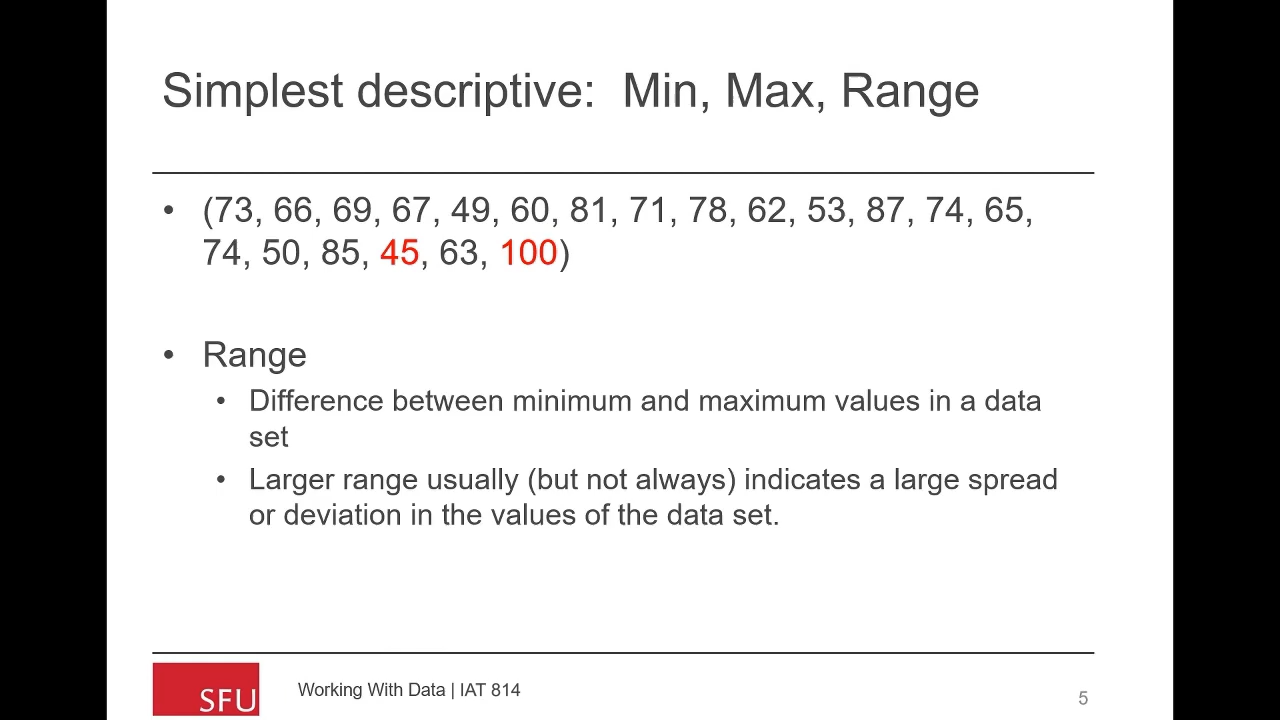 Simplest descriptive:  Min, Max, Range
• (73, 66, 69, 67, 49, 60, 81, 71, 78, 62, 53, 87, 74, 65,
74, 50, 85, 45, 63, 100)
• Range
• Difference between minimum and maximum values in a data
set
• Larger range usually (but not always) indicates a large spread
or deviation in the values of the data set.
SFU
Working With Data | IAT 814
5